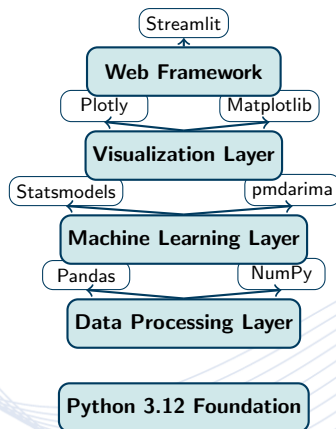 Streamlit
Web Framework
Plotly
Matplotlib
Visualization Layer
Statsmodels
pmdarima
Machine Learning Layer
Pandas
NumPy
Data Processing Layer
Python 3.12 Foundation